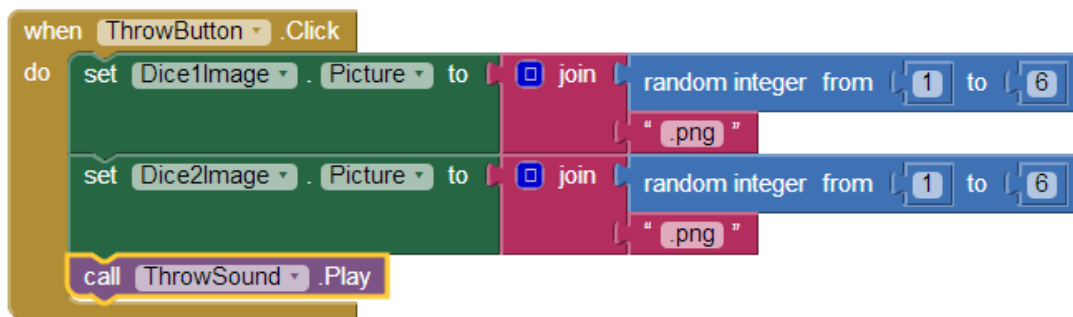 when ThrowButton .Click
do set Dice1Image . Picture to join random integer from 1 to 6
" .png "
set Dice2Image . Picture to join random integer from 1 to 6
" .png "
call ThrowSound .Play